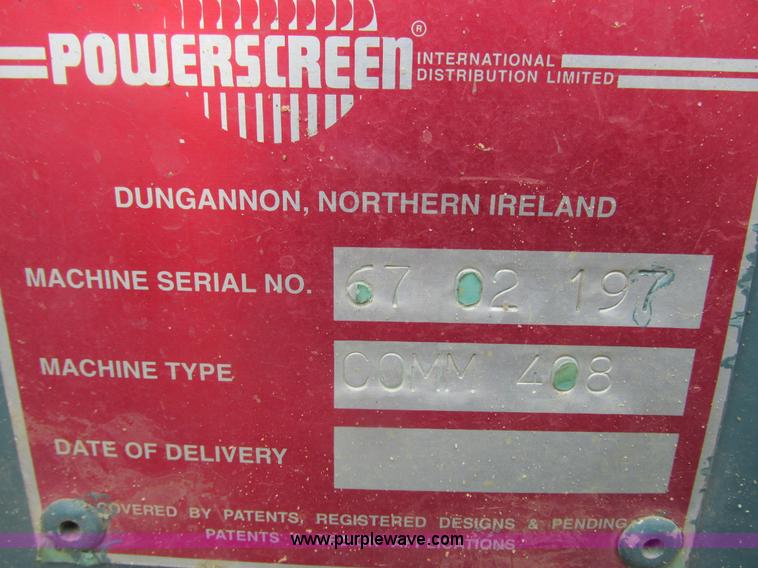 POWERSCREEN®
INTERNATIONAL
DISTRIBUTION LIMITED
DUNGANNON, NORTHERN IRELAND
MACHINE SERIAL NO. 67 02 197
MACHINE TYPE COMM 408
DATE OF DELIVERY
COVERED BY PATENTS, REGISTERED DESIGNS & PENDING
PATENTS APPLICATIONS
www.purplewave.com